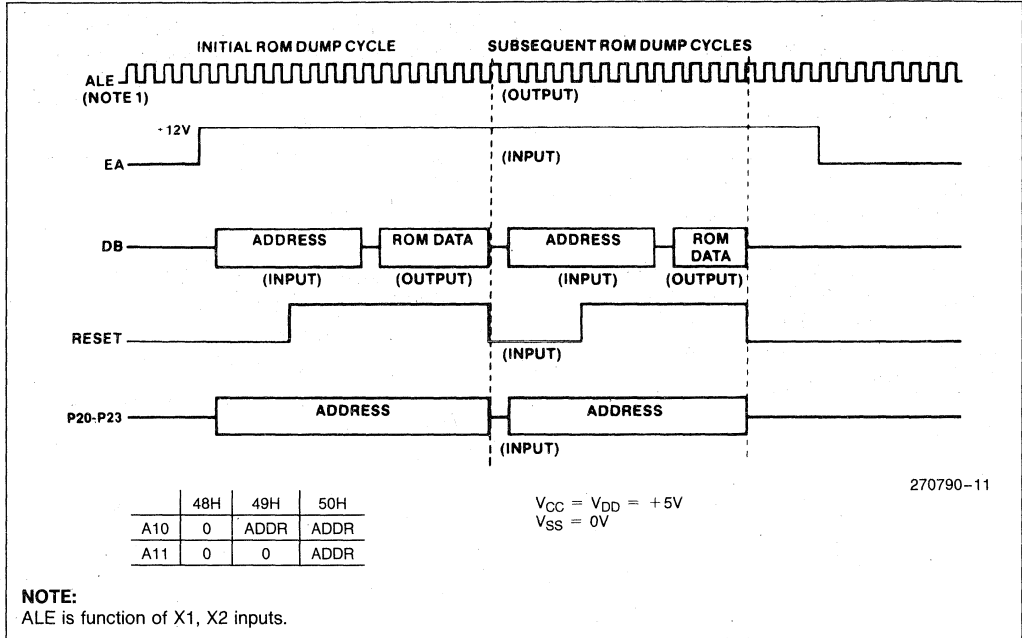 INITIAL ROM DUMP CYCLE
SUBSEQUENT ROM DUMP CYCLES
ALE
(NOTE 1)
(OUTPUT)
+12V
EA
(INPUT)
DB
ADDRESS
ROM DATA
ADDRESS
ROM
DATA
(INPUT)
(OUTPUT)
(INPUT)
(OUTPUT)
RESET
(INPUT)
P20-P23
ADDRESS
ADDRESS
(INPUT)
270790-11
48H 49H 50H
A10 0 ADDR ADDR
A11 0 0 ADDR
VCC = VDD = +5V
VSS = 0V
NOTE:
ALE is function of X1, X2 inputs.